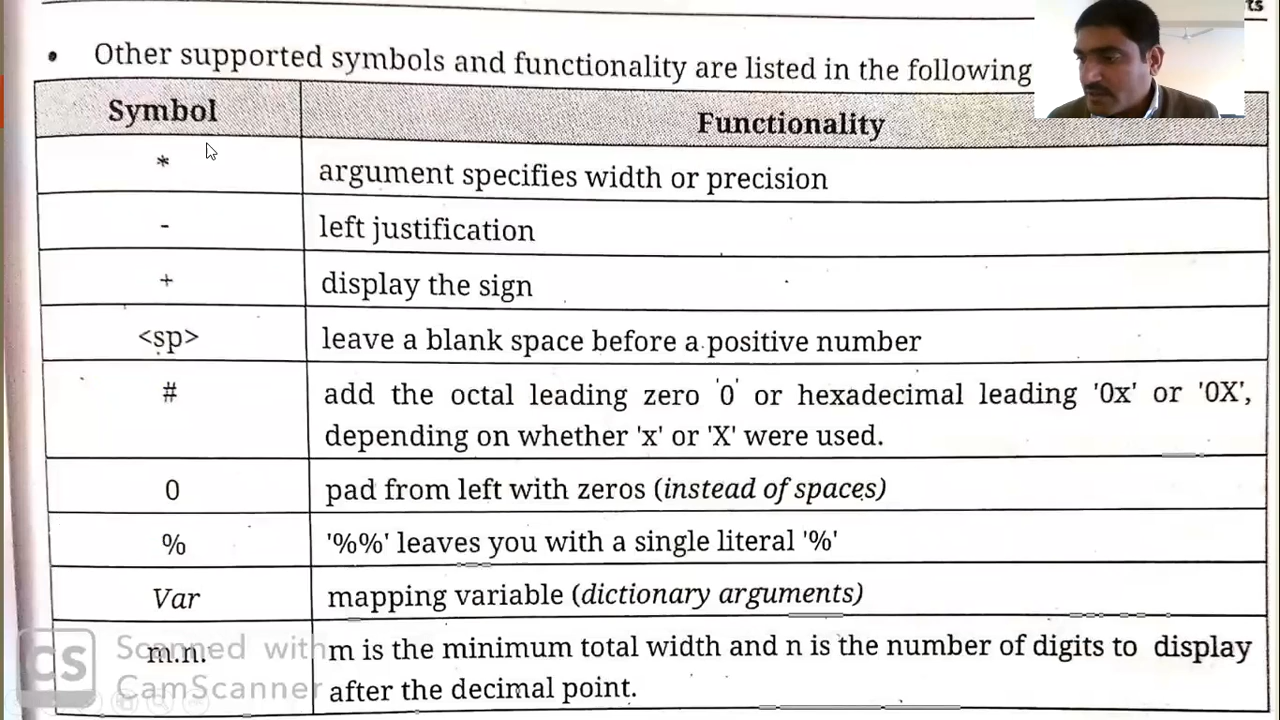 ts
• Other supported symbols and functionality are listed in the following
Symbol Functionality
* argument specifies width or precision
- left justification
+ display the sign
<sp> leave a blank space before a positive number
# add the octal leading zero '0' or hexadecimal leading '0x' or '0X',
depending on whether 'x' or 'X' were used.
0 pad from left with zeros (instead of spaces)
% '%%' leaves you with a single literal '%'
Var mapping variable (dictionary arguments)
m.n. m is the minimum total width and n is the number of digits to display
after the decimal point.
CS Scanned with
CamScanner